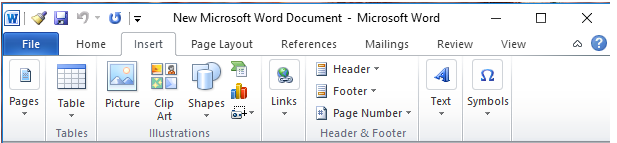 New Microsoft Word Document - Microsoft Word
File Home Insert Page Layout References Mailings Review View
Pages
Table
Tables
Picture
Clip
Art
Shapes
Illustrations
Links
Header
Footer
Page Number
Header & Footer
Text
Symbols